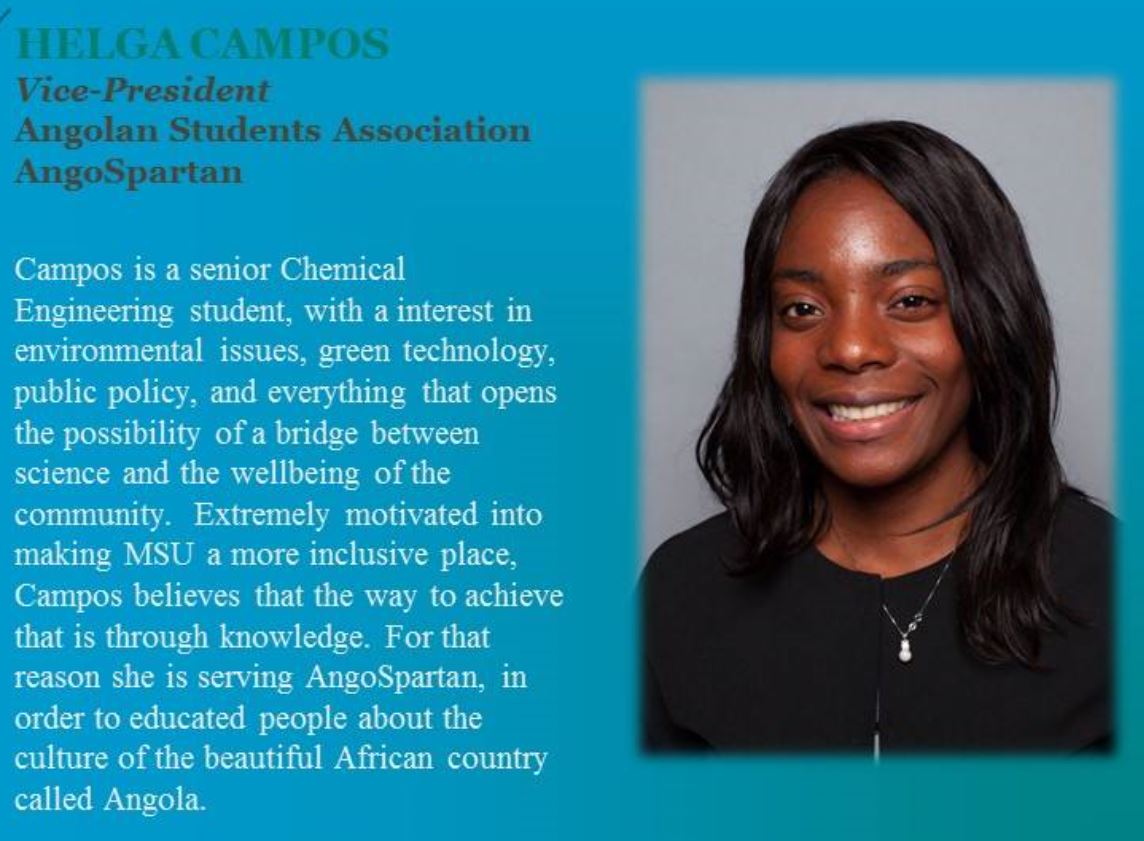 HELGA CAMPOS
Vice-President
Angolan Students Association
AngoSpartan
Campos is a senior Chemical
Engineering student, with a interest in
environmental issues, green technology,
public policy, and everything that opens
the possibility of a bridge between
science and the wellbeing of the
community. Extremely motivated into
making MSU a more inclusive place,
Campos believes that the way to achieve
that is through knowledge. For that
reason she is serving AngoSpartan, in
order to educated people about the
culture of the beautiful African country
called Angola.